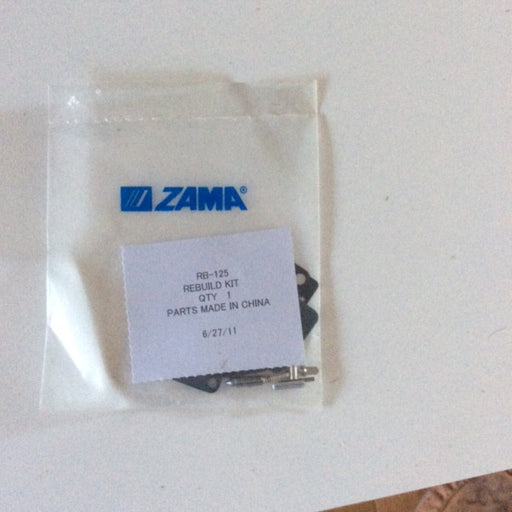 ZAMA®
RB-125
REBUILD KIT
QTY 1
PARTS MADE IN CHINA
6/27/11